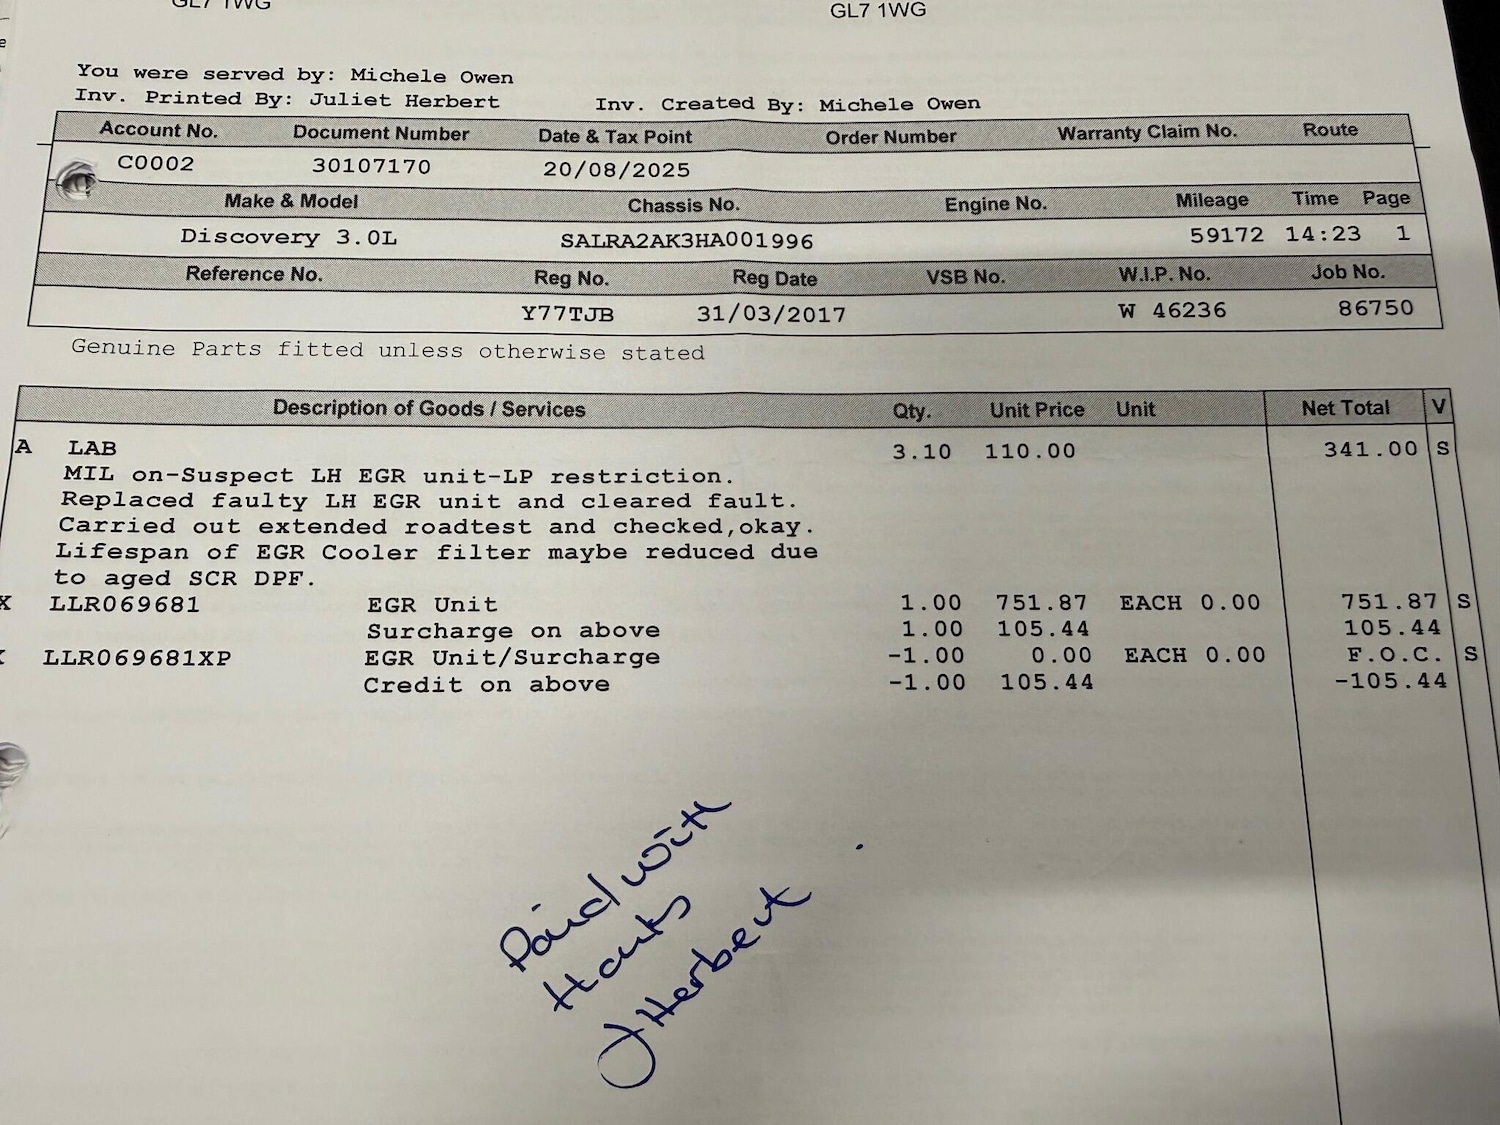 GL7 1WG GL7 1WG
You were served by: Michele Owen
Inv. Printed By: Juliet Herbert Inv. Created By: Michele Owen
Account No. Document Number Date & Tax Point Order Number Warranty Claim No. Route
C0002 30107170 20/08/2025
Make & Model Chassis No. Engine No. Mileage Time Page
Discovery 3.0L SALRA2AK3HA001996 59172 14:23 1
Reference No. Reg No. Reg Date VSB No. W.I.P. No. Job No.
Y77TJB 31/03/2017 W 46236 86750
Genuine Parts fitted unless otherwise stated
Description of Goods / Services Qty. Unit Price Unit Net Total V
A LAB 3.10 110.00 341.00 S
MIL on-Suspect LH EGR unit-LP restriction.
Replaced faulty LH EGR unit and cleared fault.
Carried out extended roadtest and checked,okay.
Lifespan of EGR Cooler filter maybe reduced due
to aged SCR DPF.
X LLR069681 EGR Unit 1.00 751.87 EACH 0.00 751.87 S
Surcharge on above 1.00 105.44 105.44
LLR069681XP EGR Unit/Surcharge -1.00 0.00 EACH 0.00 F.O.C. S
Credit on above -1.00 105.44 -105.44
Paid with
thanks
J Herbert